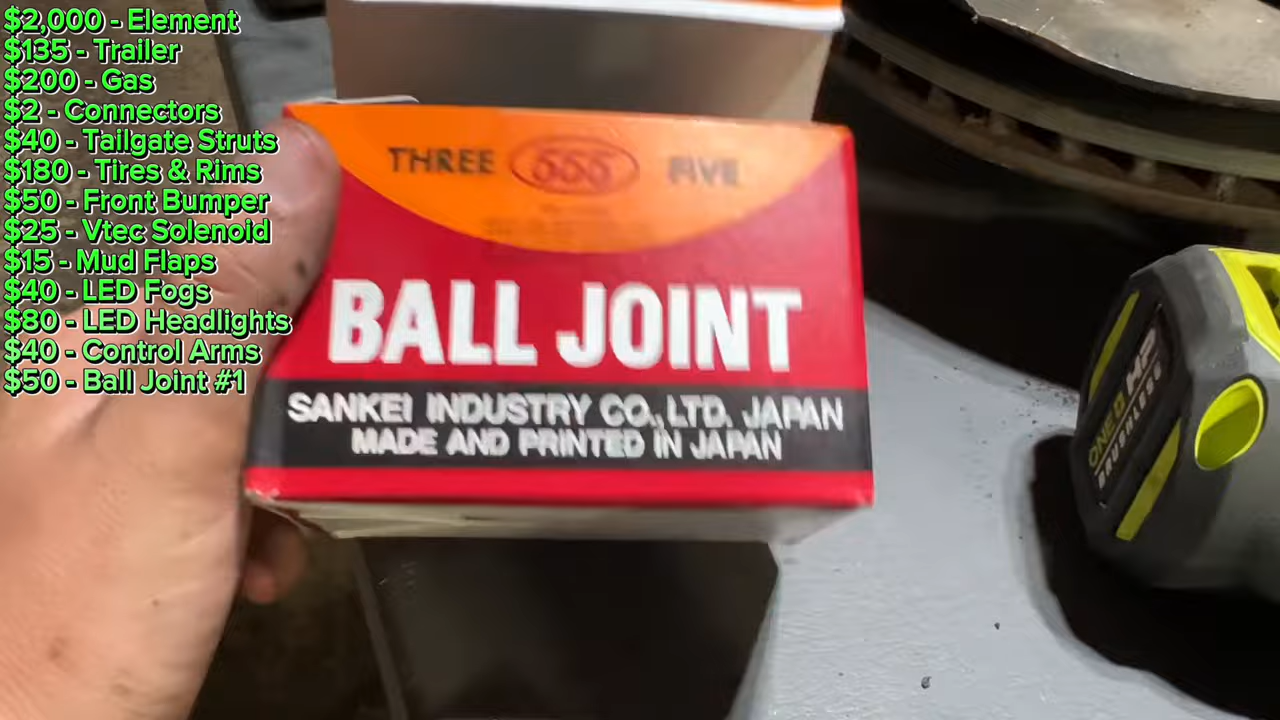 $2,000 - Element
$135 - Trailer
$200 - Gas
$2 - Connectors
$40 - Tailgate Struts
$180 - Tires & Rims
$50 - Front Bumper
$25 - Vtec Solenoid
$15 - Mud Flaps
$40 - LED Fogs
$80 - LED Headlights
$40 - Control Arms
$50 - Ball Joint #1
THREE 555 FIVE
BALL JOINT
SANKEI INDUSTRY CO., LTD. JAPAN
MADE AND PRINTED IN JAPAN
ONE+ HP
BRUSHLESS